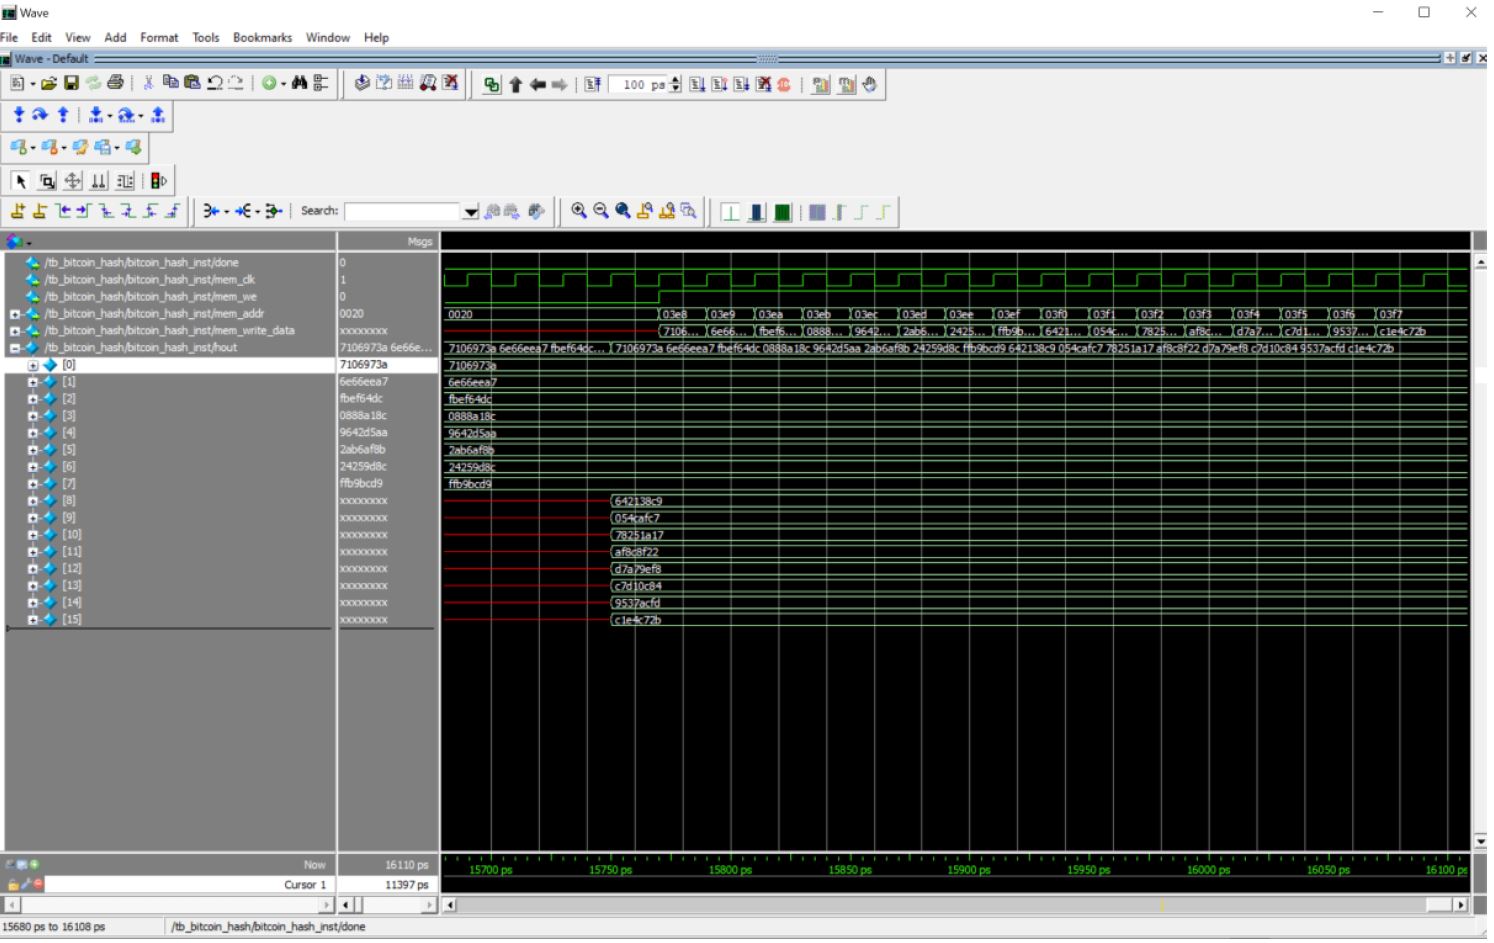 Wave
File Edit View Add Format Tools Bookmarks Window Help
Wave - Default
100 ps
Search:
Msgs
/tb_bitcoin_hash/bitcoin_hash_inst/done 0
/tb_bitcoin_hash/bitcoin_hash_inst/mem_clk 1
/tb_bitcoin_hash/bitcoin_hash_inst/mem_we 0
/tb_bitcoin_hash/bitcoin_hash_inst/mem_addr 0020 0020 03e8 03e9 03ea 03eb 03ec 03ed 03ee 03ef 03f0 03f1 03f2 03f3 03f4 03f5 03f6 03f7
/tb_bitcoin_hash/bitcoin_hash_inst/mem_write_data xxxxxxxx 7106... 6e66... fbef6... 0888... 9642... 2ab6... 2425... ffb9b... 6421... 054c... 7825... af8c... d7a7... c7d1... 9537... c1e4c72b
/tb_bitcoin_hash/bitcoin_hash_inst/hout 7106973a 6e66e... 7106973a 6e66eea7 fbef64dc... 7106973a 6e66eea7 fbef64dc 0888a18c 9642d5aa 2ab6af8b 24259d8c ffb9bcd9 642138c9 054cafc7 78251a17 af8c8f22 d7a79ef8 c7d10c84 9537acfd c1e4c72b
[0] 7106973a 7106973a
[1] 6e66eea7 6e66eea7
[2] fbef64dc fbef64dc
[3] 0888a18c 0888a18c
[4] 9642d5aa 9642d5aa
[5] 2ab6af8b 2ab6af8b
[6] 24259d8c 24259d8c
[7] ffb9bcd9 ffb9bcd9
[8] xxxxxxxx 642138c9
[9] xxxxxxxx 054cafc7
[10] xxxxxxxx 78251a17
[11] xxxxxxxx af8c8f22
[12] xxxxxxxx d7a79ef8
[13] xxxxxxxx c7d10c84
[14] xxxxxxxx 9537acfd
[15] xxxxxxxx c1e4c72b
Now 16110 ps 15700 ps 15750 ps 15800 ps 15850 ps 15900 ps 15950 ps 16000 ps 16050 ps 16100 ps
Cursor 1 11397 ps
15680 ps to 16108 ps /tb_bitcoin_hash/bitcoin_hash_inst/done